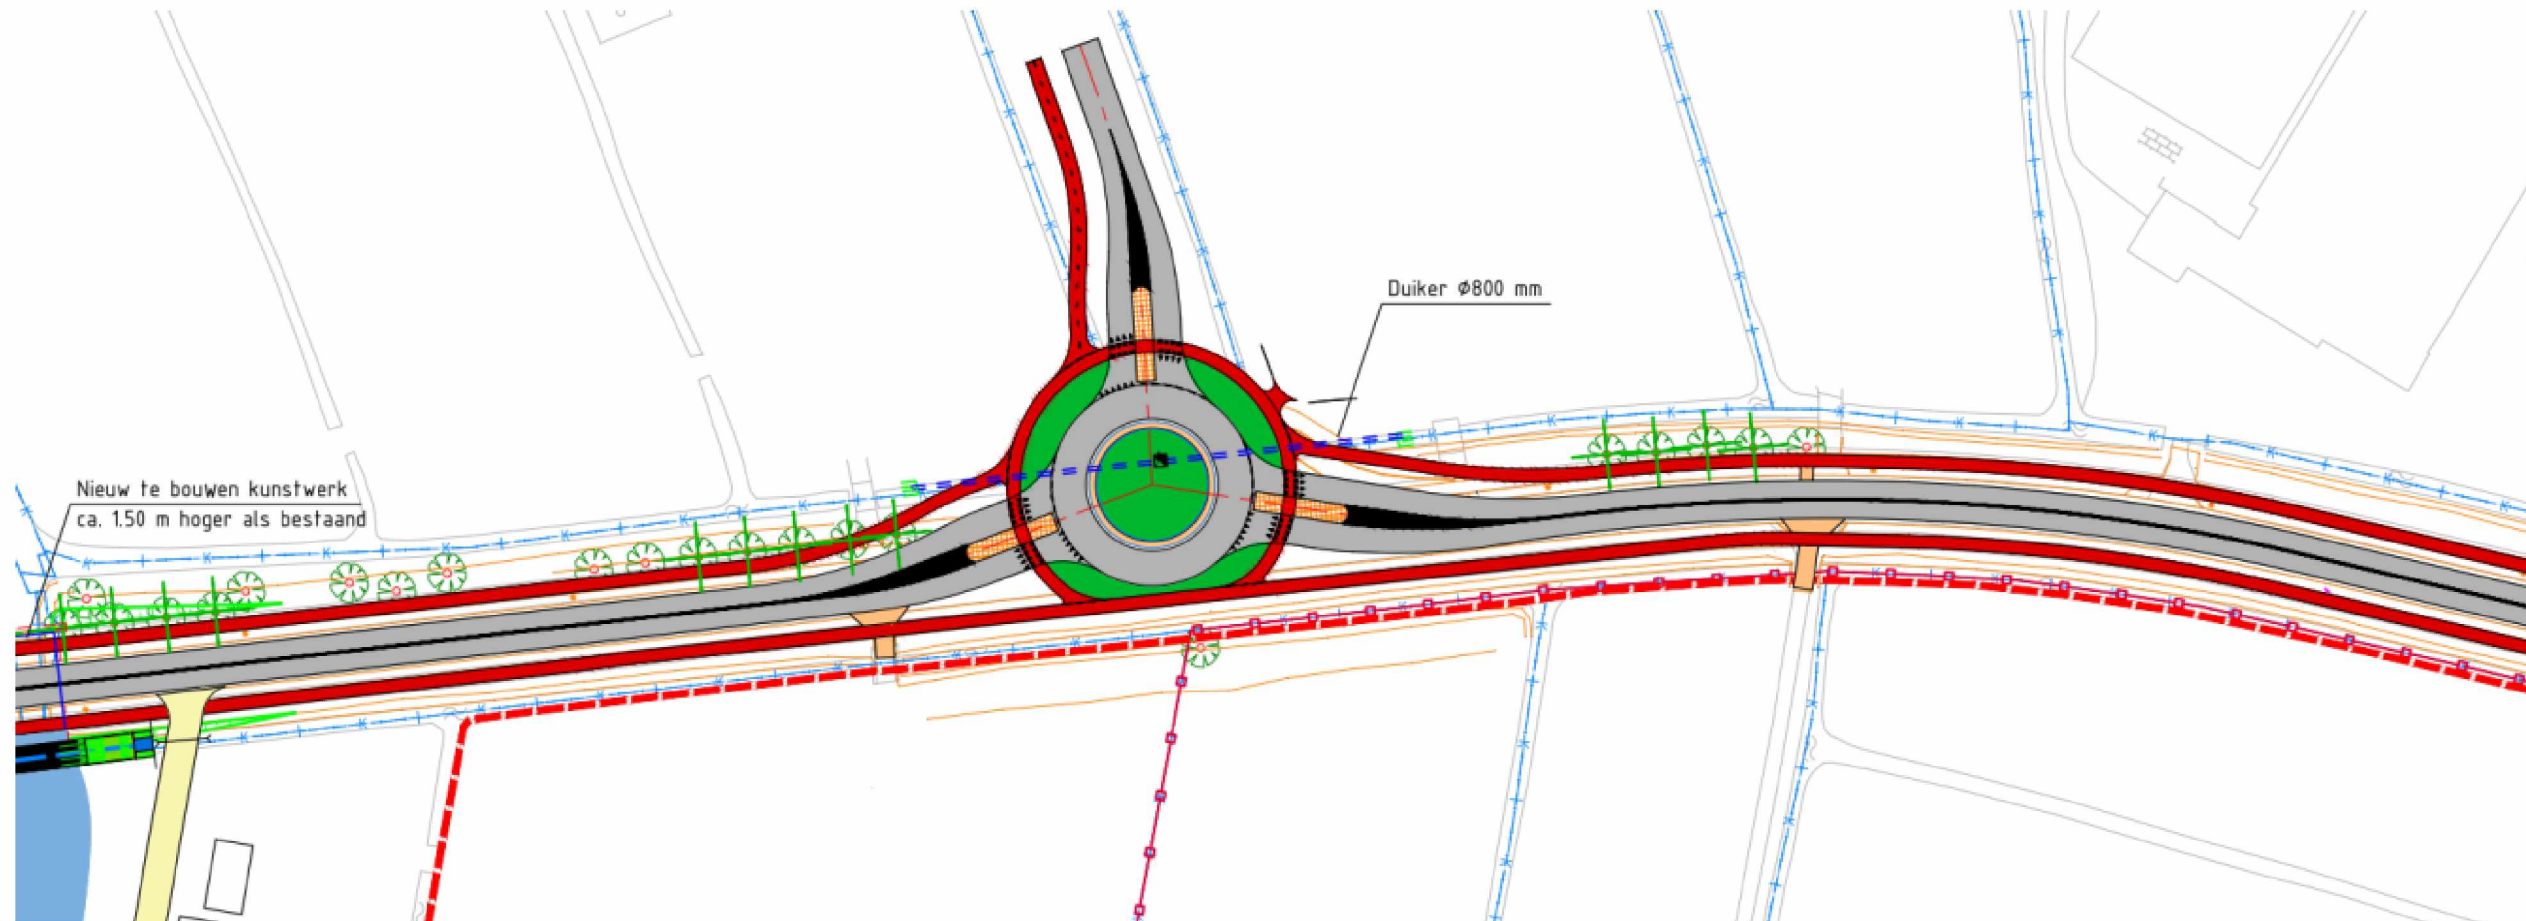 Duiker Ø800 mm
Nieuw te bouwen kunstwerk
ca. 1.50 m hoger als bestaand